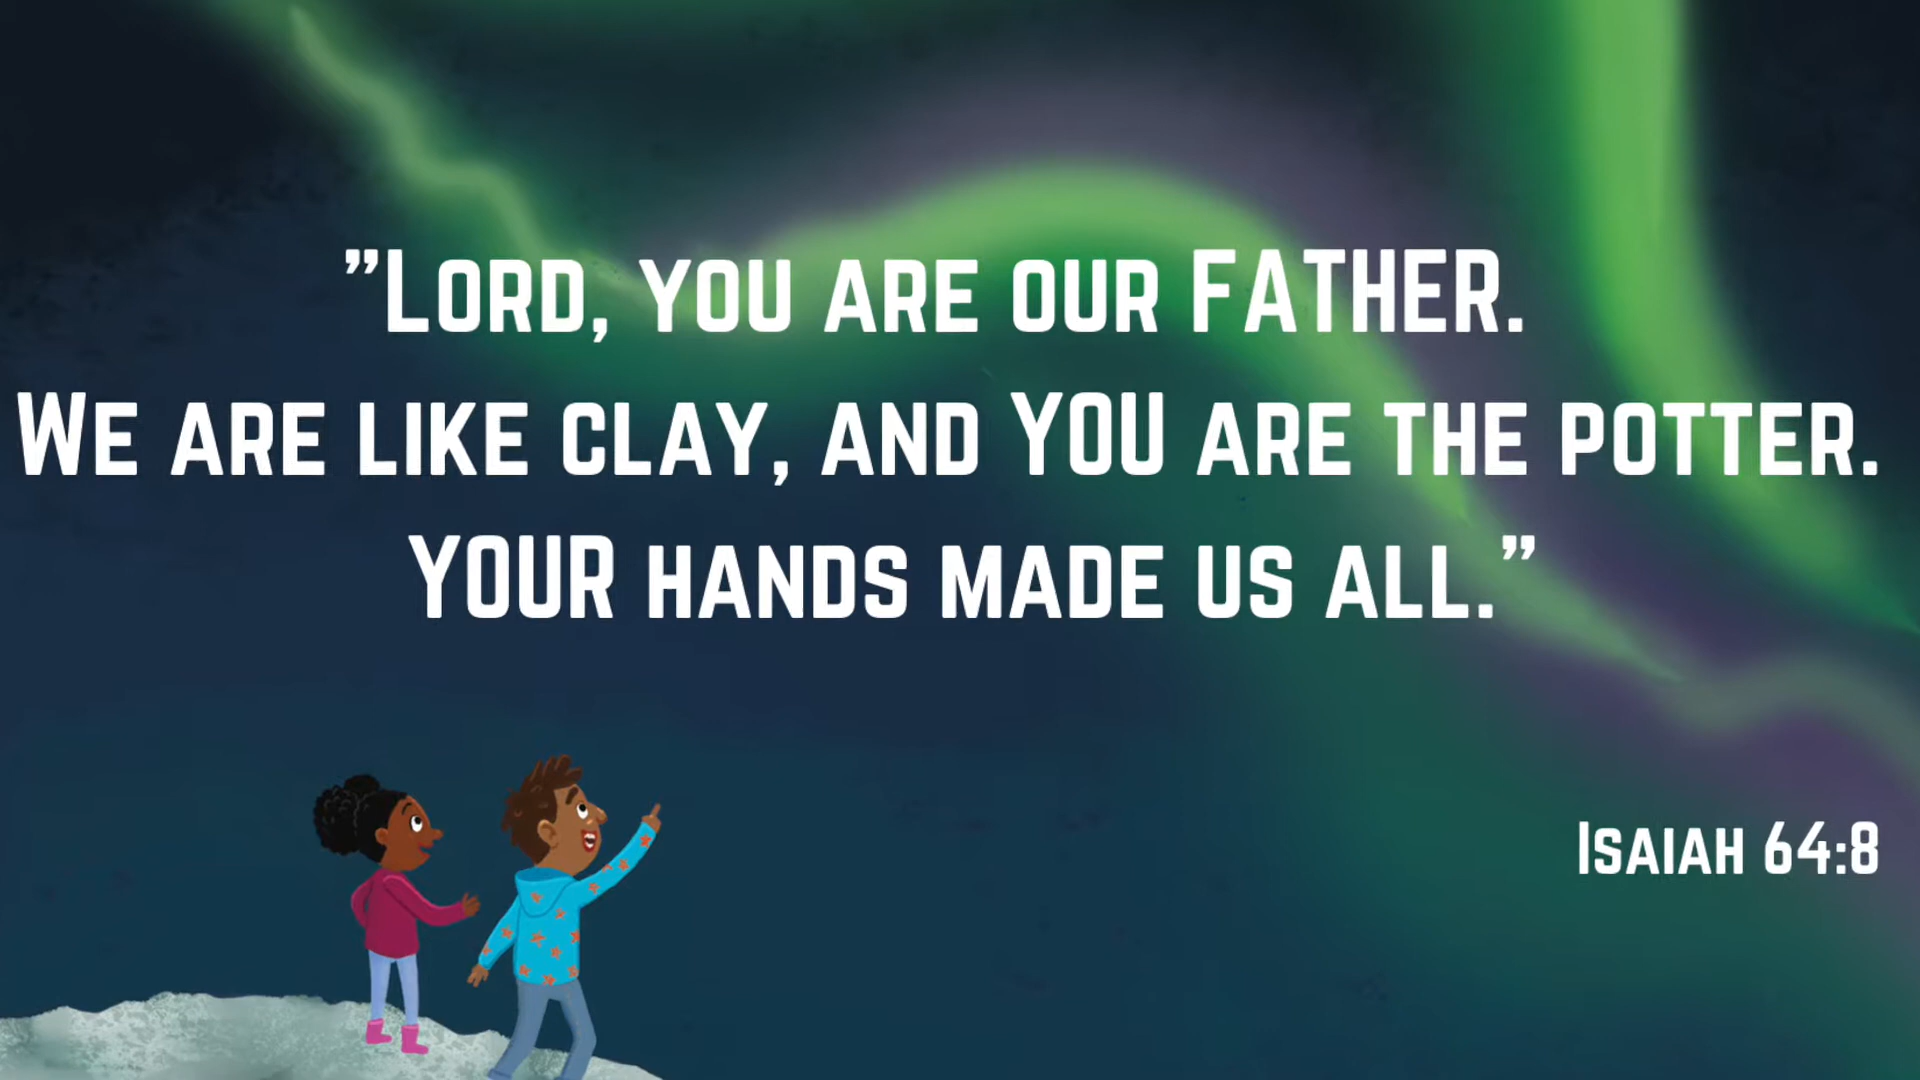 ”Lord, you are our FATHER.
We are like clay, and YOU are the potter.
YOUR hands made us all.”
Isaiah 64:8